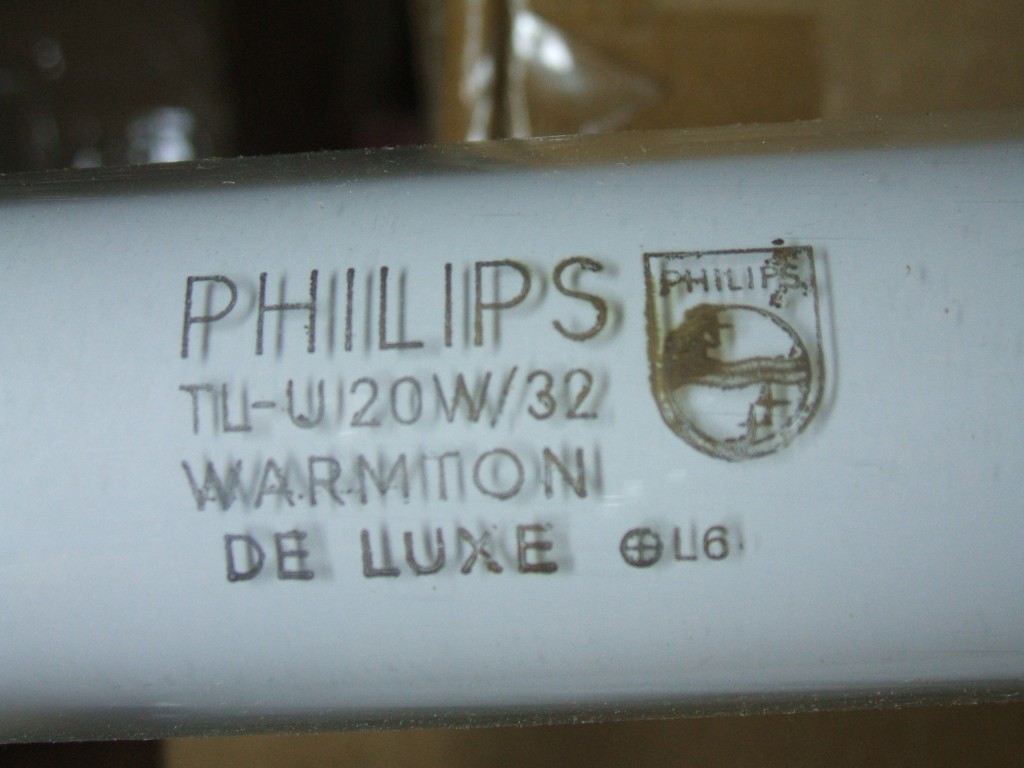 PHILIPS
PHILIPS
TL-U 20W/32
WARMTON
DE LUXE ⊕L6